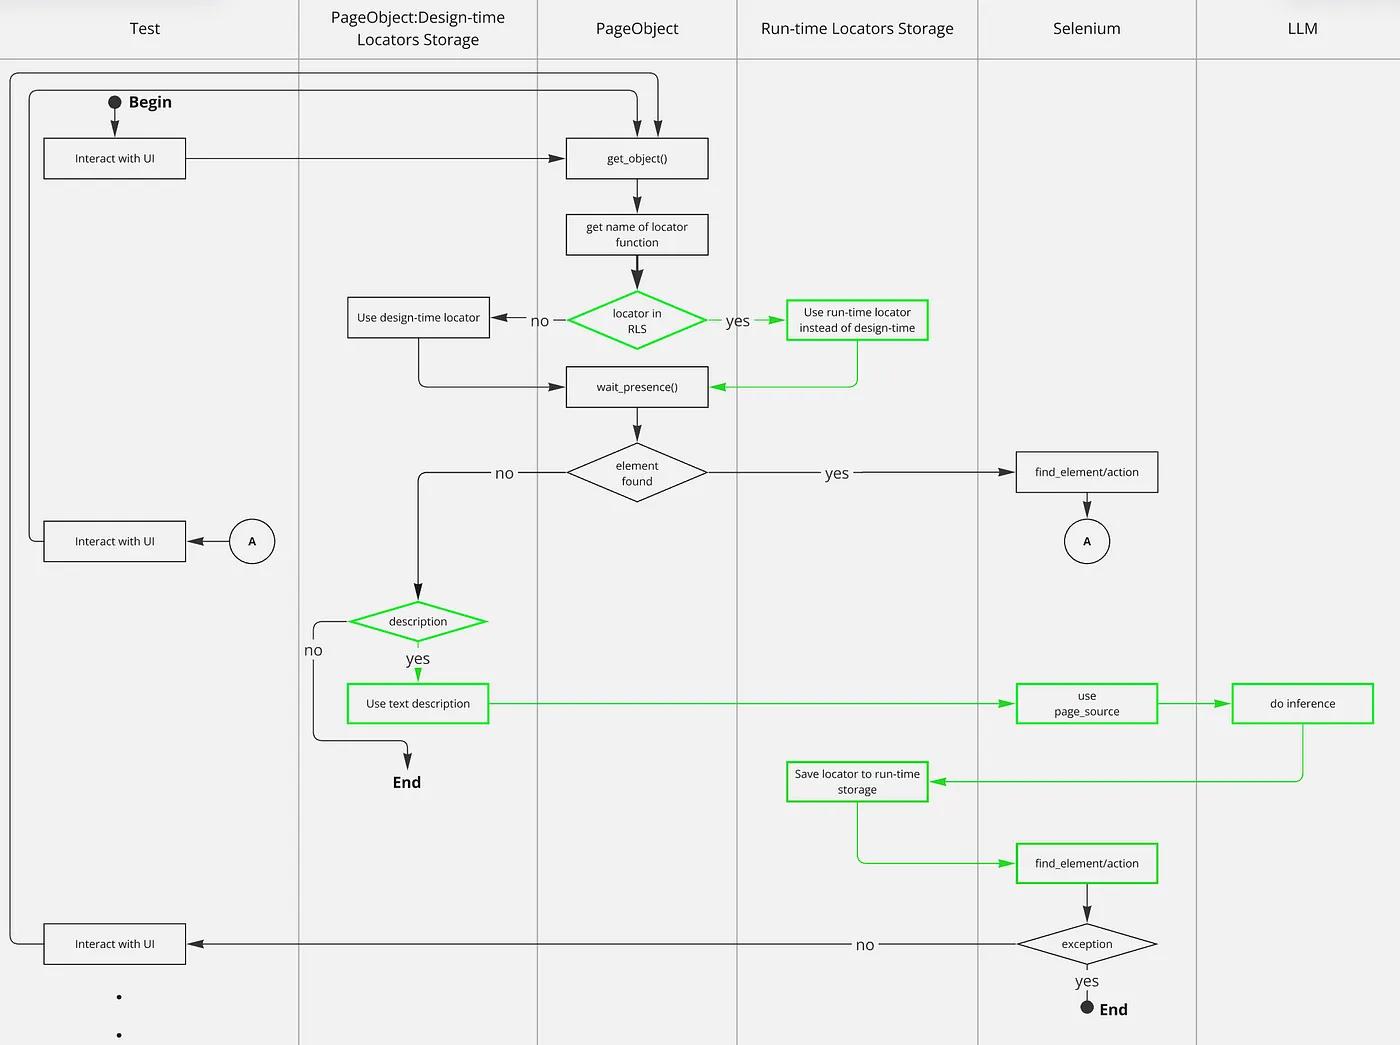 Test
PageObject:Design-time
Locators Storage
PageObject
Run-time Locators Storage
Selenium
LLM
Begin
Interact with UI
get_object()
get name of locator
function
Use design-time locator
no
locator in
RLS
yes
Use run-time locator
instead of design-time
wait_presence()
no
element
found
yes
find_element/action
Interact with UI
A
A
description
no
yes
Use text description
use
page_source
do inference
End
Save locator to run-time
storage
find_element/action
Interact with UI
no
exception
yes
End